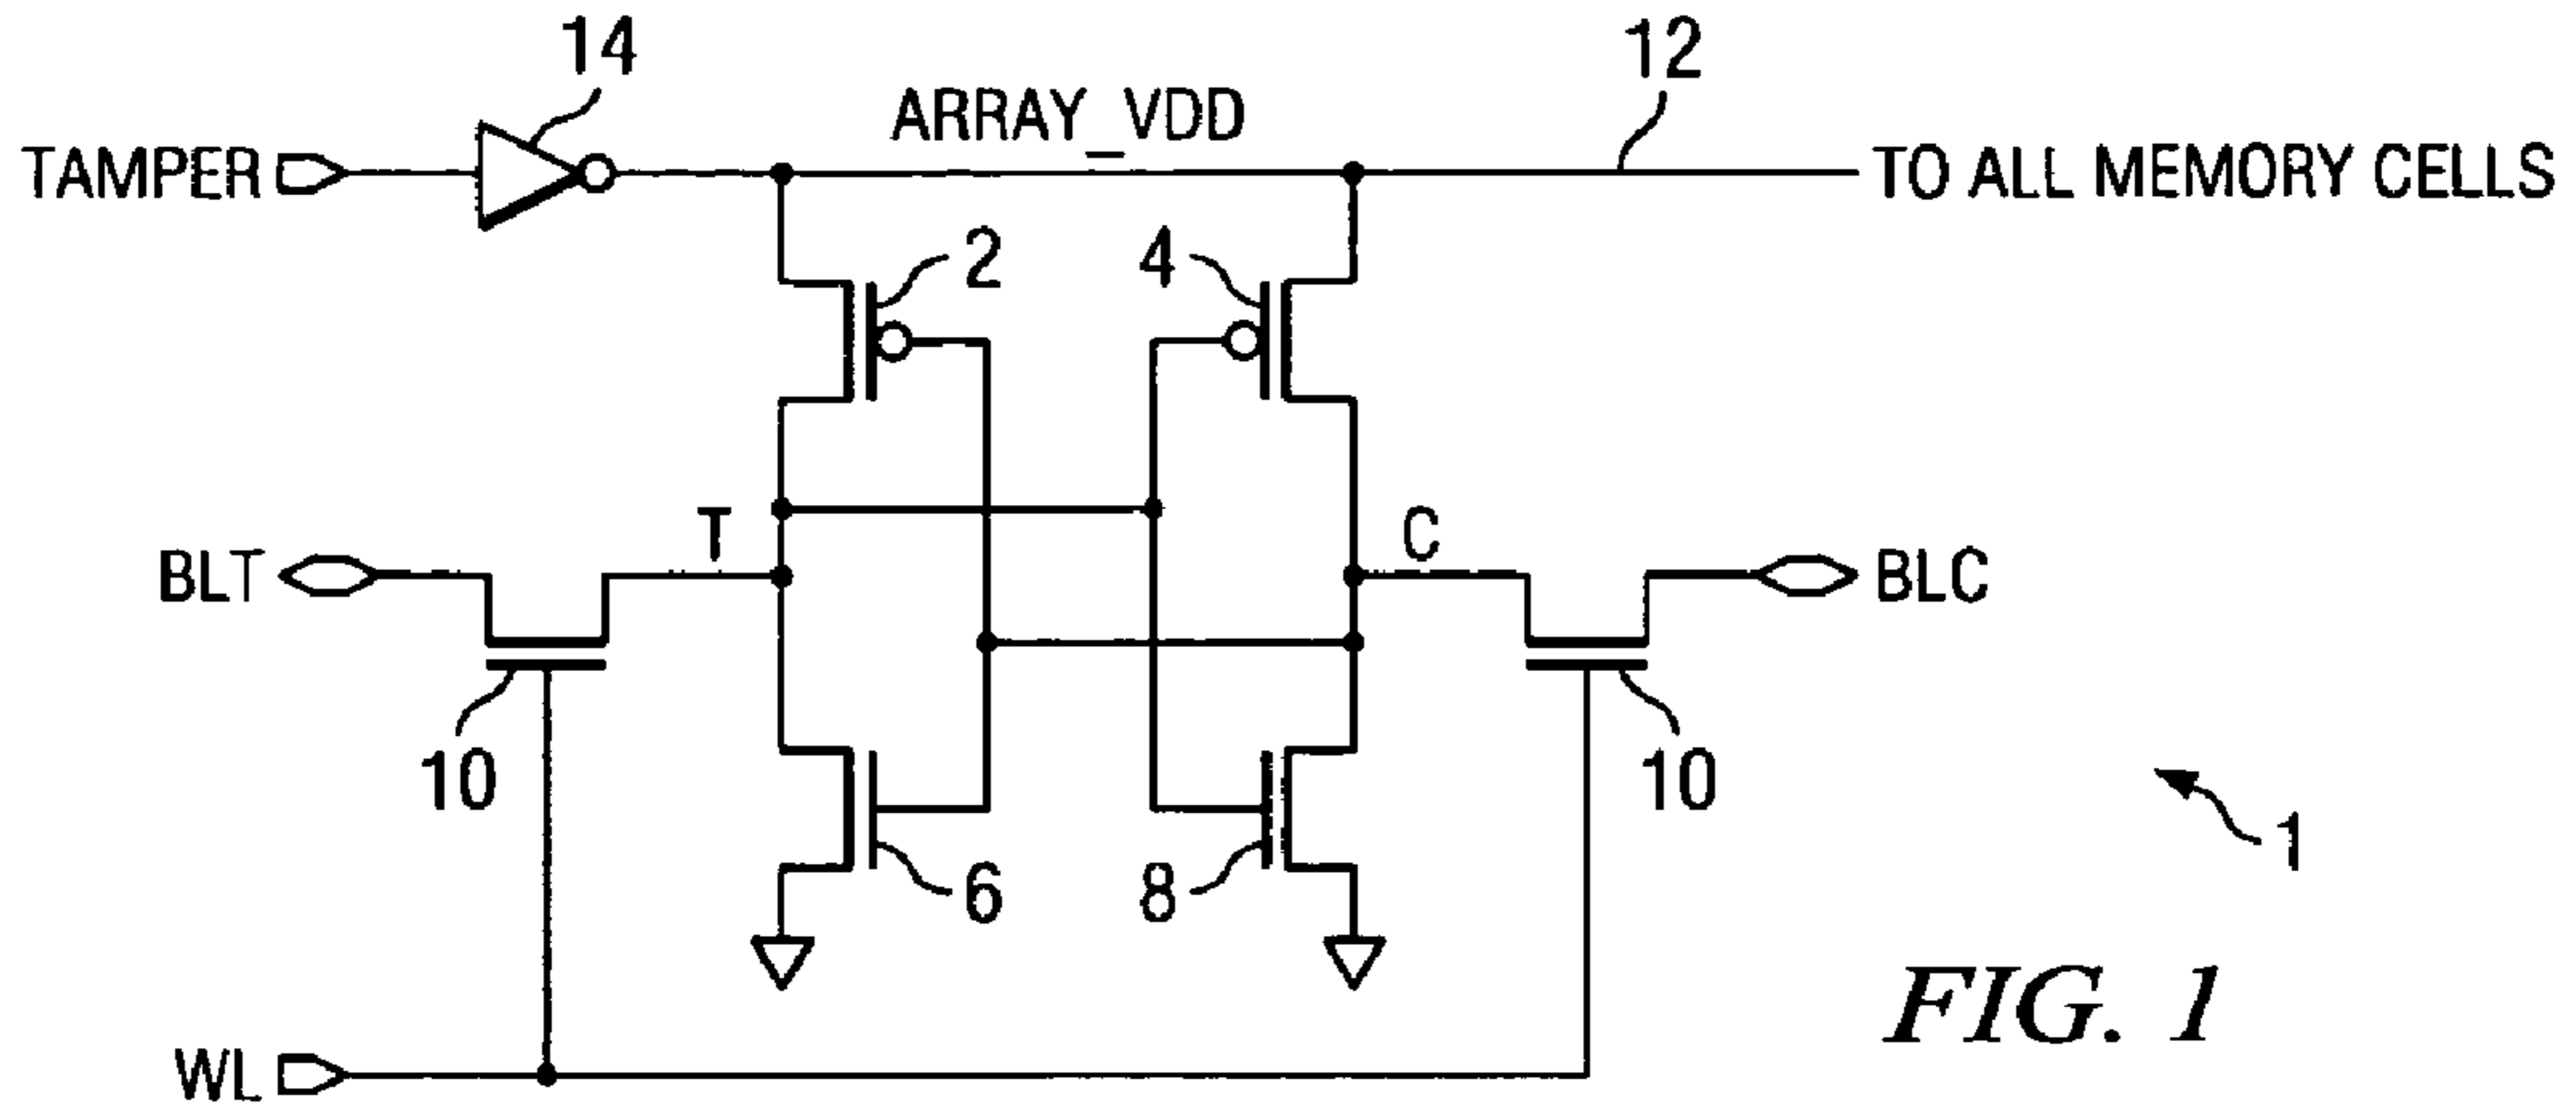 14
12
ARRAY_VDD
TAMPER
TO ALL MEMORY CELLS
2
4
T
C
BLT
BLC
10
10
1
6
8
FIG. 1
WL